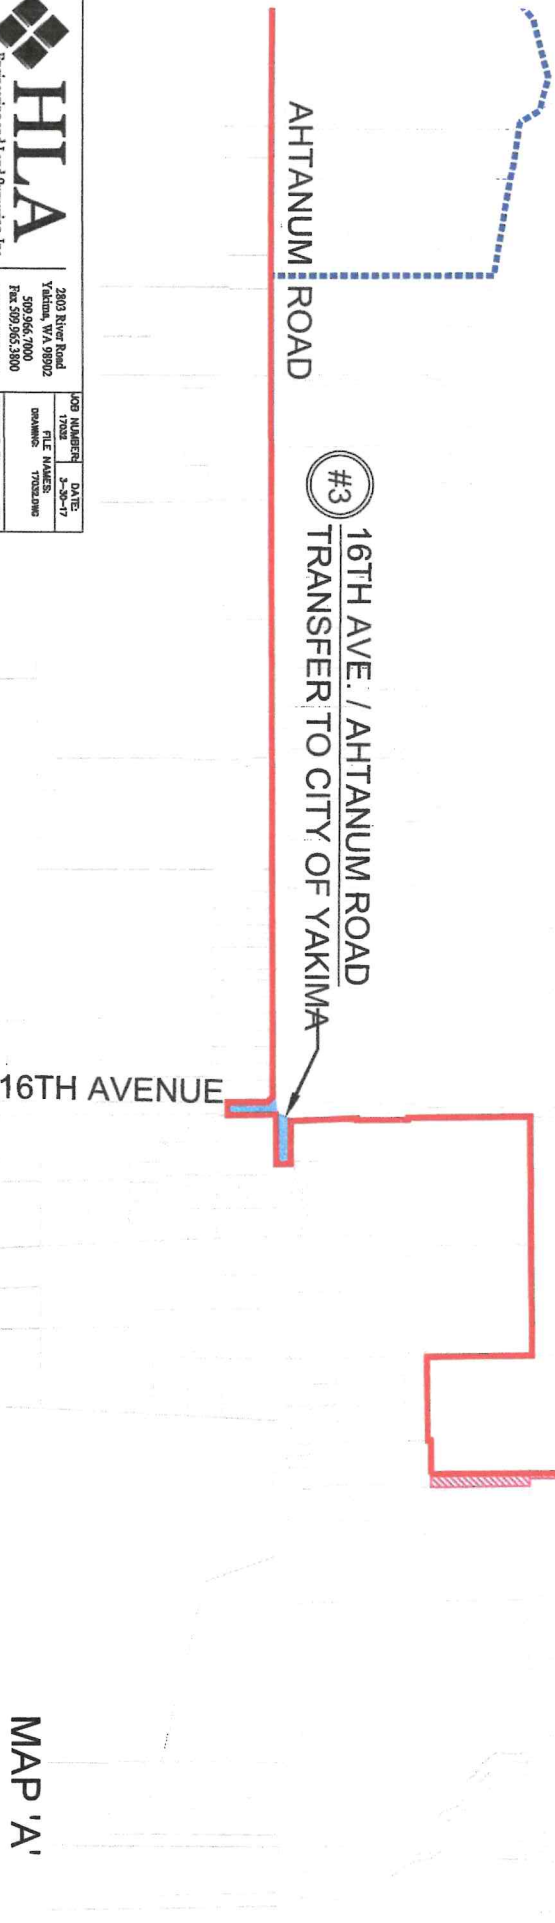 AHTANUM ROAD
#3
16TH AVE. / AHTANUM ROAD
TRANSFER TO CITY OF YAKIMA
16TH AVENUE
HLA
2803 River Road
Yakima, WA 98902
509.966.7000
Fax 509.965.3800
JOB NUMBER:
17032
DATE:
3-30-17
FILE NAMES:
DRAWING: 17032.DWG
MAP 'A'